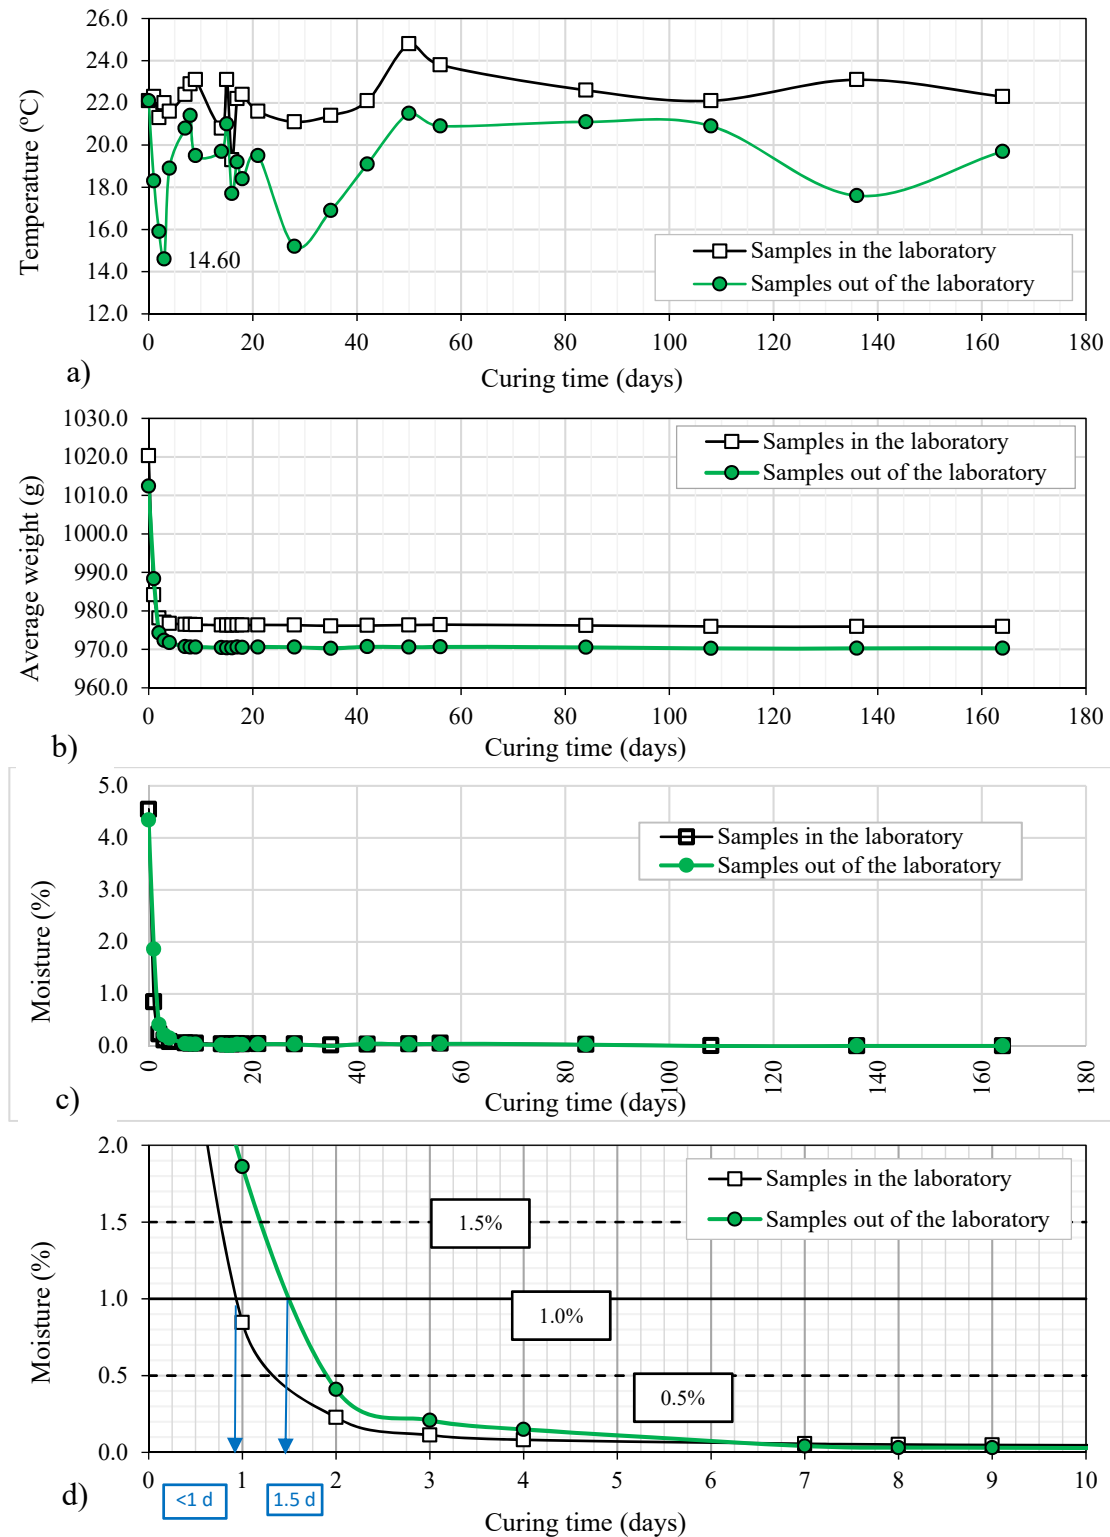 26.0
24.0
22.0
20.0
18.0
16.0
14.0
12.0
Temperature (ºC)
14.60
Samples in the laboratory
Samples out of the laboratory
0 20 40 60 80 100 120 140 160 180
Curing time (days)
a)
1030.0
1020.0
1010.0
1000.0
990.0
980.0
970.0
960.0
Average weight (g)
Samples in the laboratory
Samples out of the laboratory
0 20 40 60 80 100 120 140 160 180
Curing time (days)
b)
5.0
4.0
3.0
2.0
1.0
0.0
Moisture (%)
Samples in the laboratory
Samples out of the laboratory
0 20 40 60 80 100 120 140 160 180
Curing time (days)
c)
2.0
1.5
1.0
0.5
0.0
Moisture (%)
Samples in the laboratory
Samples out of the laboratory
1.5%
1.0%
0.5%
0 1 2 3 4 5 6 7 8 9 10
<1 d
1.5 d
Curing time (days)
d)